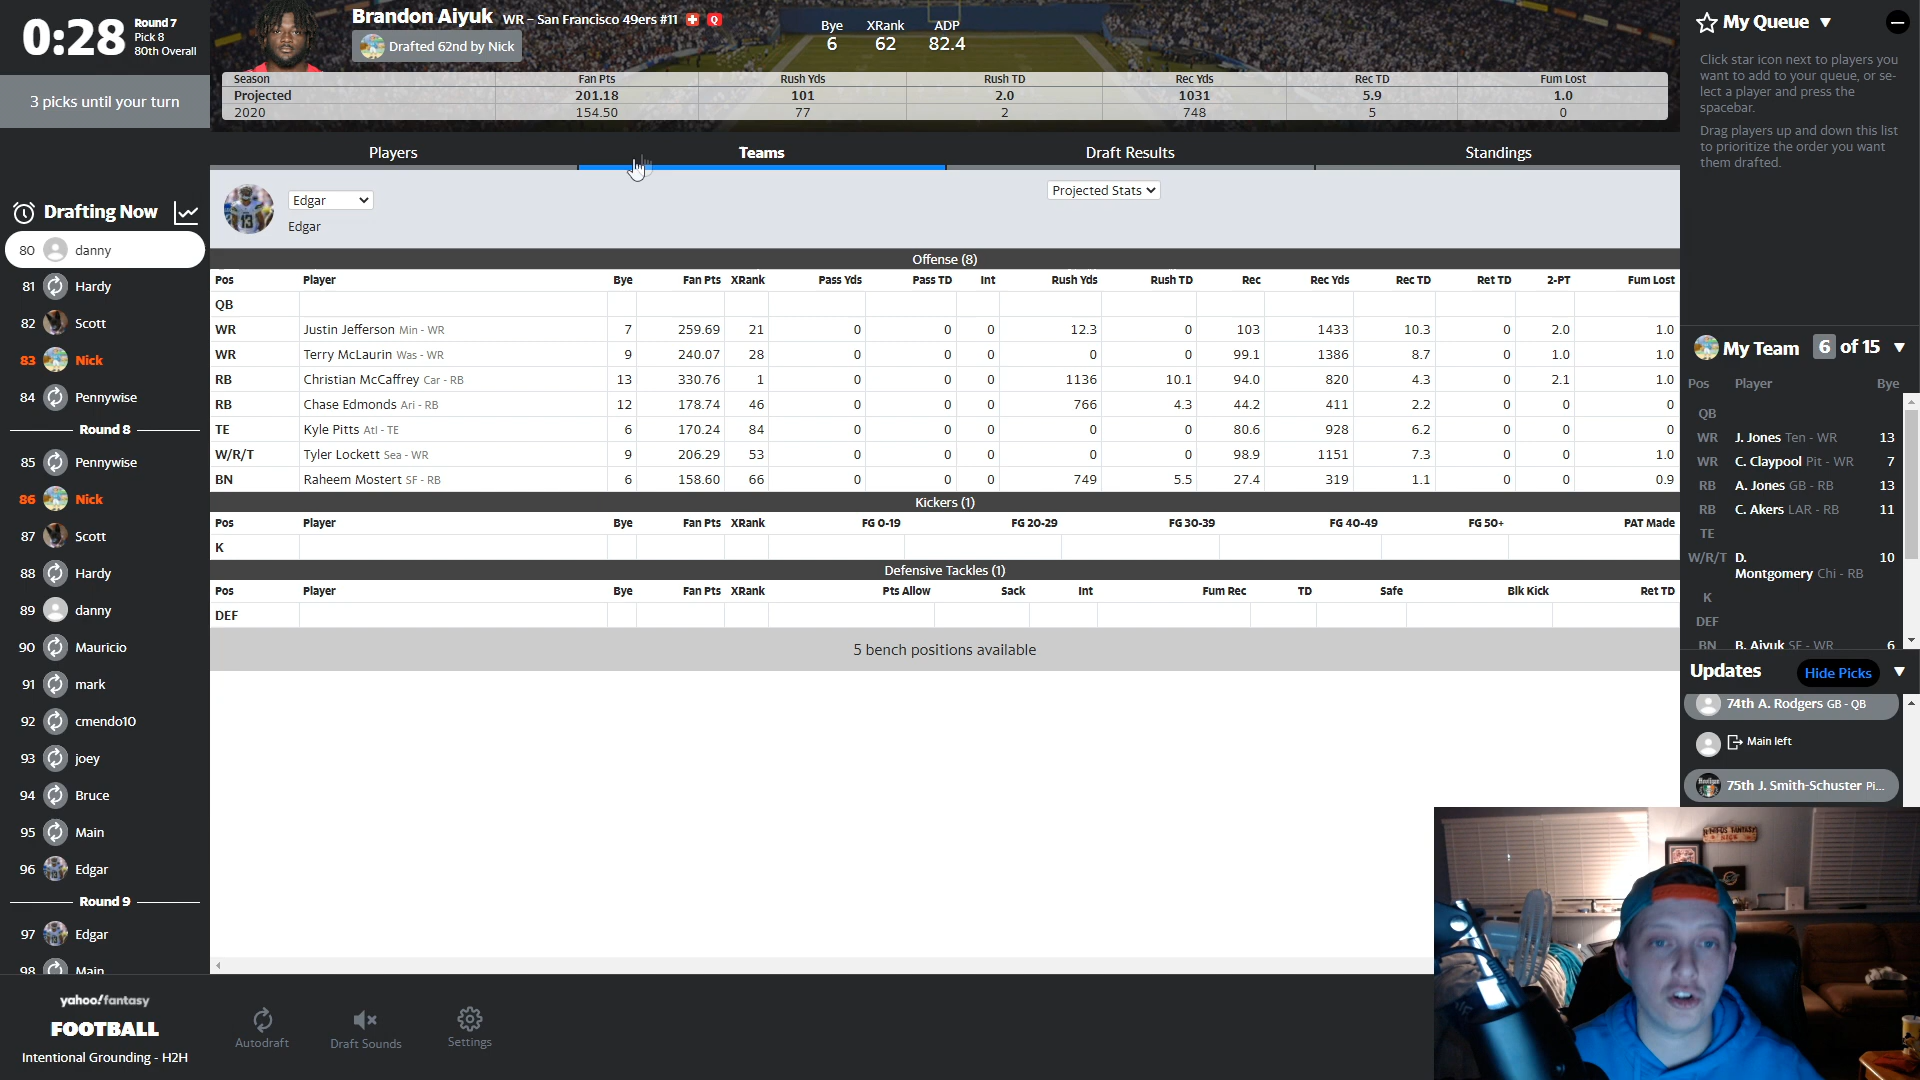 0:28
Round 7
Pick 8
80th Overall
3 picks until your turn
Brandon Aiyuk WR - San Francisco 49ers #11 Q
Drafted 62nd by Nick
Bye XRank ADP
6 62 82.4
Season Fan Pts Rush Yds Rush TD Rec Yds Rec TD Fum Lost
Projected 201.18 101 2.0 1031 5.9 1.0
2020 154.50 77 2 748 5 0
Players Teams Draft Results Standings
Edgar
Edgar
Projected Stats
Offense (8)
Pos Player Bye Fan Pts XRank Pass Yds Pass TD Int Rush Yds Rush TD Rec Rec Yds Rec TD Ret TD 2-PT Fum Lost
QB
WR Justin Jefferson Min - WR 7 259.69 21 0 0 0 12.3 0 103 1433 10.3 0 2.0 1.0
WR Terry McLaurin Was - WR 9 240.07 28 0 0 0 0 0 99.1 1386 8.7 0 1.0 1.0
RB Christian McCaffrey Car - RB 13 330.76 1 0 0 0 1136 10.1 94.0 820 4.3 0 2.1 1.0
RB Chase Edmonds Ari - RB 12 178.74 46 0 0 0 766 4.3 44.2 411 2.2 0 0 0
TE Kyle Pitts Atl - TE 6 170.24 84 0 0 0 0 0 80.6 928 6.2 0 0 0
W/R/T Tyler Lockett Sea - WR 9 206.29 53 0 0 0 0 0 98.9 1151 7.3 0 0 1.0
BN Raheem Mostert SF - RB 6 158.60 66 0 0 0 749 5.5 27.4 319 1.1 0 0 0.9
Kickers (1)
Pos Player Bye Fan Pts XRank FG 0-19 FG 20-29 FG 30-39 FG 40-49 FG 50+ PAT Made
K
Defensive Tackles (1)
Pos Player Bye Fan Pts XRank Pts Allow Sack Int Fum Rec TD Safe Blk Kick Ret TD
DEF
5 bench positions available
Drafting Now
80 danny
81 Hardy
82 Scott
83 Nick
84 Pennywise
Round 8
85 Pennywise
86 Nick
87 Scott
88 Hardy
89 danny
90 Mauricio
91 mark
92 cmendo10
93 joey
94 Bruce
95 Main
96 Edgar
Round 9
97 Edgar
98 Main
yahoo!fantasy
FOOTBALL
Intentional Grounding - H2H
Autodraft
Draft Sounds
Settings
My Queue
Click star icon next to players you
want to add to your queue, or se-
lect a player and press the
spacebar.
Drag players up and down this list
to prioritize the order you want
them drafted.
My Team 6 of 15
Pos Player Bye
QB
WR J. Jones Ten - WR 13
WR C. Claypool Pit - WR 7
RB A. Jones GB - RB 13
RB C. Akers LAR - RB 11
TE
W/R/T D. 10
Montgomery Chi - RB
K
DEF
BN B. Aiyuk SF - WR 6
Updates Hide Picks
74th A. Rodgers GB - QB
Main left
75th J. Smith-Schuster Pi...